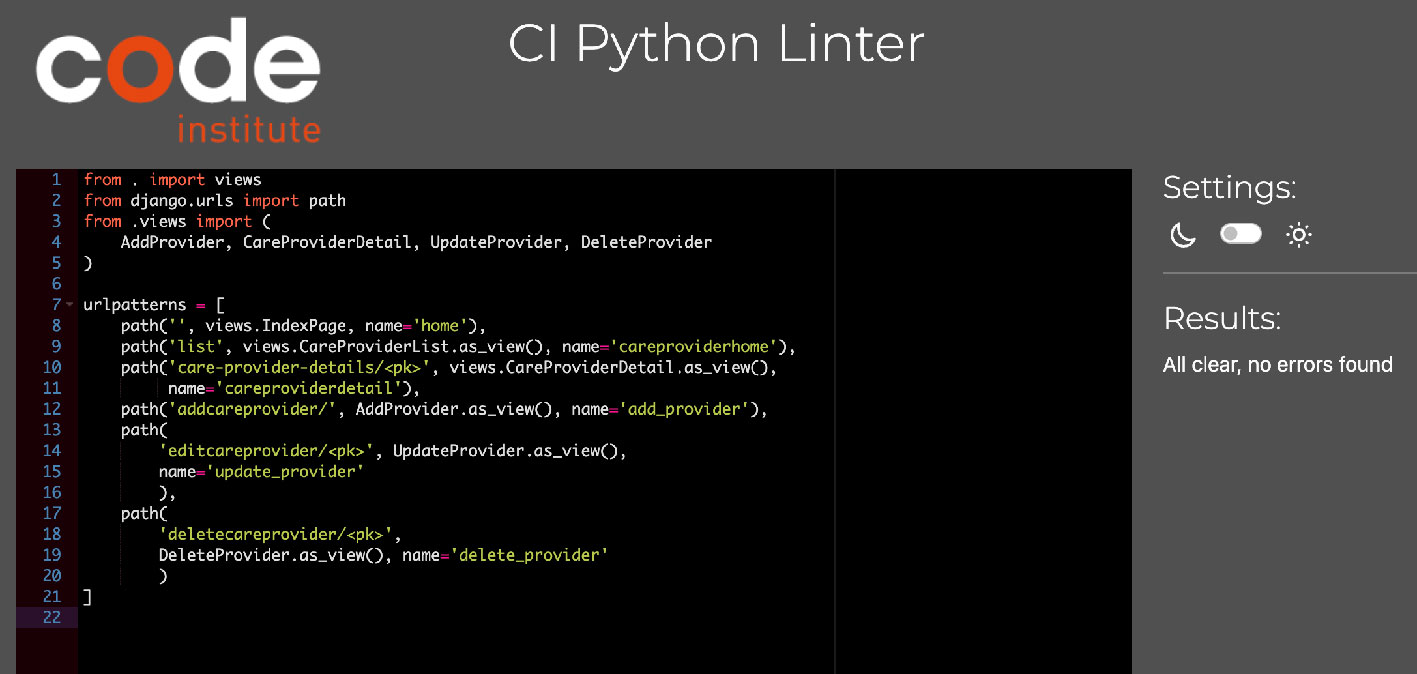 code
institute
CI Python Linter
1 from . import views
2 from django.urls import path
3 from .views import (
4     AddProvider, CareProviderDetail, UpdateProvider, DeleteProvider
5 )
6
7 urlpatterns = [
8     path('', views.IndexPage, name='home'),
9     path('list', views.CareProviderList.as_view(), name='careproviderhome'),
10     path('care-provider-details/<pk>', views.CareProviderDetail.as_view(),
11          name='careproviderdetail'),
12     path('addcareprovider/', AddProvider.as_view(), name='add_provider'),
13     path(
14         'editcareprovider/<pk>', UpdateProvider.as_view(),
15         name='update_provider'
16         ),
17     path(
18         'deletecareprovider/<pk>',
19         DeleteProvider.as_view(), name='delete_provider'
20         )
21 ]
22
Settings:
Results:
All clear, no errors found